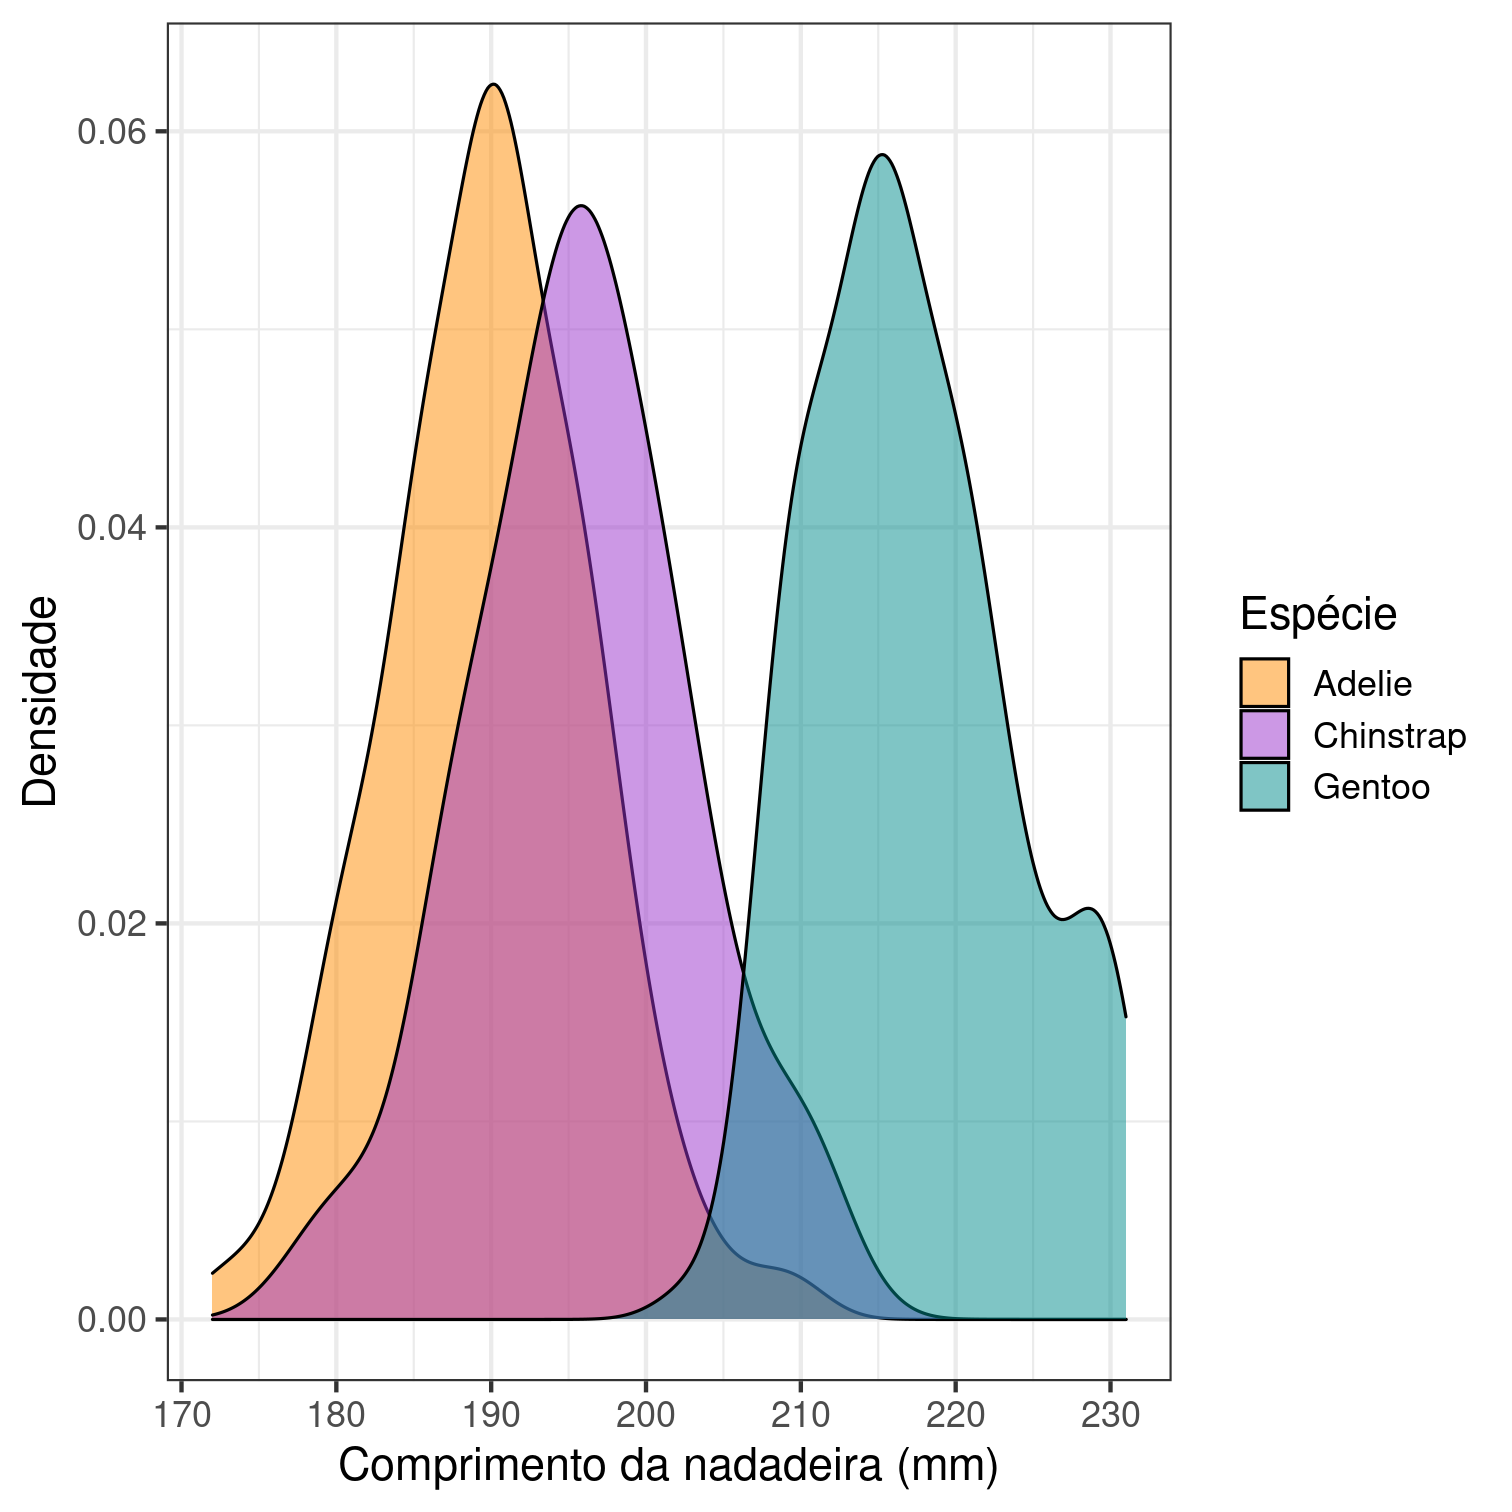 Densidade
0.06
0.04
0.02
0.00
170 180 190 200 210 220 230
Comprimento da nadadeira (mm)
Espécie
Adelie
Chinstrap
Gentoo